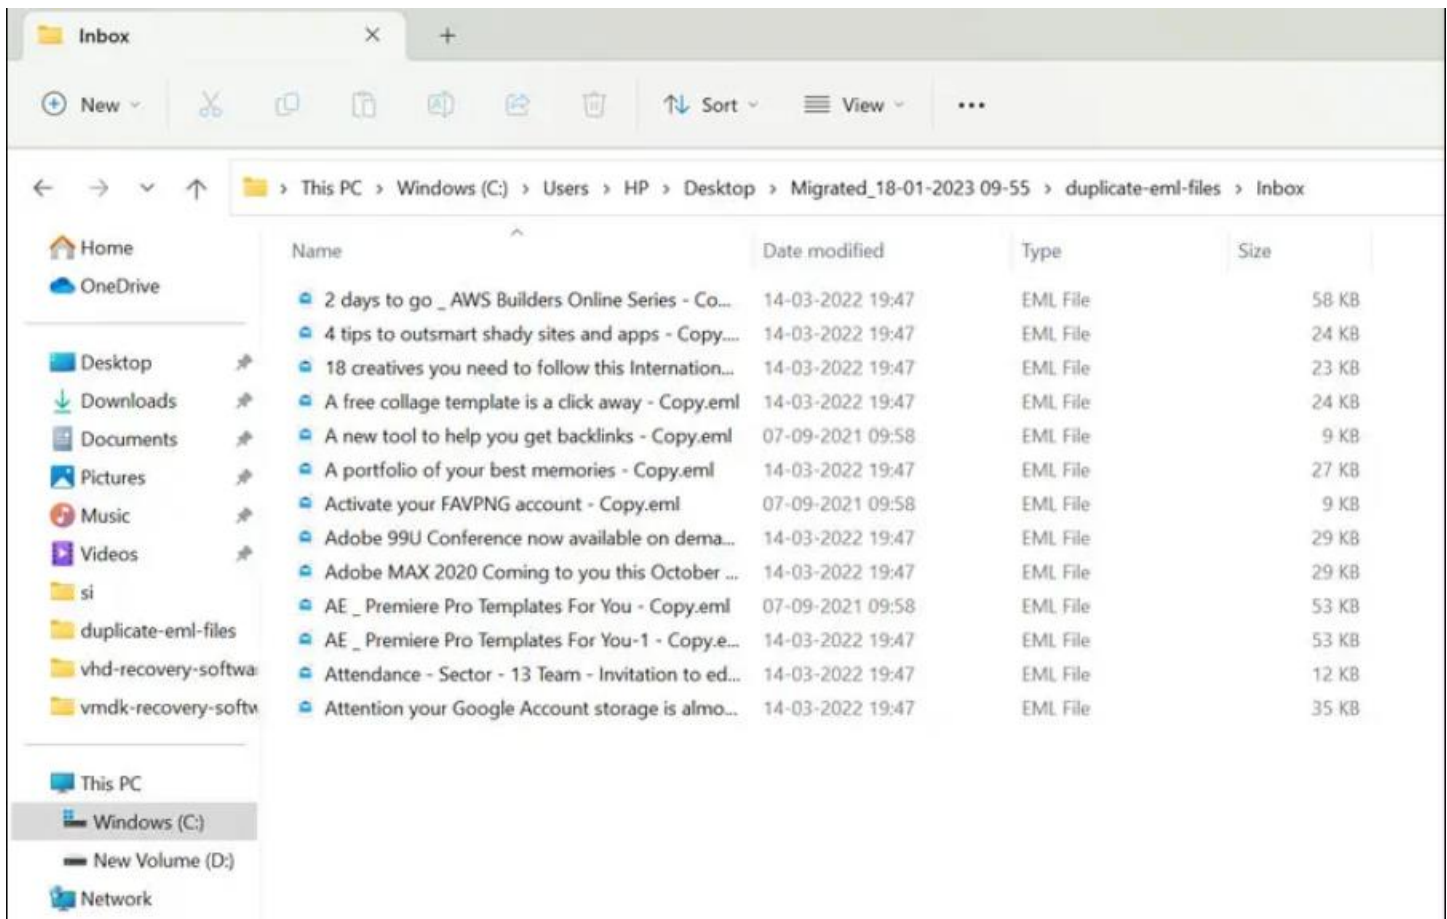 Inbox
New
Sort
View
This PC > Windows (C:) > Users > HP > Desktop > Migrated_18-01-2023 09-55 > duplicate-eml-files > Inbox
Home
OneDrive
Desktop
Downloads
Documents
Pictures
Music
Videos
si
duplicate-eml-files
vhd-recovery-softwa
vmdk-recovery-softw
This PC
Windows (C:)
New Volume (D:)
Network
Name Date modified Type Size
2 days to go _ AWS Builders Online Series - Co... 14-03-2022 19:47 EML File 58 KB
4 tips to outsmart shady sites and apps - Copy.... 14-03-2022 19:47 EML File 24 KB
18 creatives you need to follow this Internation... 14-03-2022 19:47 EML File 23 KB
A free collage template is a click away - Copy.eml 14-03-2022 19:47 EML File 24 KB
A new tool to help you get backlinks - Copy.eml 07-09-2021 09:58 EML File 9 KB
A portfolio of your best memories - Copy.eml 14-03-2022 19:47 EML File 27 KB
Activate your FAVPNG account - Copy.eml 07-09-2021 09:58 EML File 9 KB
Adobe 99U Conference now available on dema... 14-03-2022 19:47 EML File 29 KB
Adobe MAX 2020 Coming to you this October ... 14-03-2022 19:47 EML File 29 KB
AE _ Premiere Pro Templates For You - Copy.eml 07-09-2021 09:58 EML File 53 KB
AE _ Premiere Pro Templates For You-1 - Copy.e... 14-03-2022 19:47 EML File 53 KB
Attendance - Sector - 13 Team - Invitation to ed... 14-03-2022 19:47 EML File 12 KB
Attention your Google Account storage is almo... 14-03-2022 19:47 EML File 35 KB